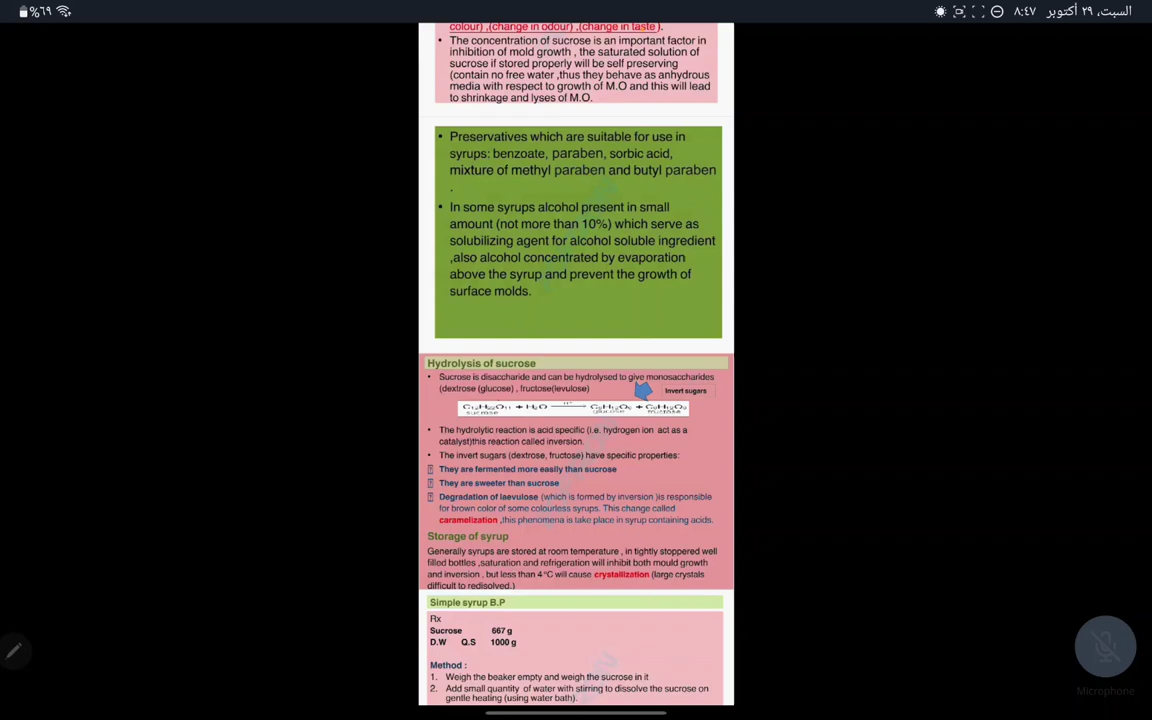 السبت، ٢٩ أكتوبر ٨:٤٧
٪٦٩
colour) ,(change in odour) ,(change in taste ).
• The concentration of sucrose is an important factor in
inhibition of mold growth , the saturated solution of
sucrose if stored properly will be self preserving
(contain no free water ,thus they behave as anhydrous
media with respect to growth of M.O and this will lead
to shrinkage and lyses of M.O.
• Preservatives which are suitable for use in
syrups: benzoate, paraben, sorbic acid,
mixture of methyl paraben and butyl paraben
.
• In some syrups alcohol present in small
amount (not more than 10%) which serve as
solubilizing agent for alcohol soluble ingredient
,also alcohol concentrated by evaporation
above the syrup and prevent the growth of
surface molds.
Hydrolysis of sucrose
• Sucrose is disaccharide and can be hydrolysed to give monosaccharides
(dextrose (glucose) , fructose(levulose)
Invert sugars
C₁₂H₂₂O₁₁ + H₂O
sucrose glucose fructose
• The hydrolytic reaction is acid specific (i.e. hydrogen ion act as a
catalyst)this reaction called inversion.
• The invert sugars (dextrose, fructose) have specific properties:
They are fermented more easily than sucrose
They are sweeter than sucrose
Degradation of laevulose (which is formed by inversion )is responsible
for brown color of some colourless syrups. This change called
caramelization ,this phenomena is take place in syrup containing acids.
Storage of syrup
Generally syrups are stored at room temperature , in tightly stoppered well
filled bottles ,saturation and refrigeration will inhibit both mould growth
and inversion , but less than 4°C will cause crystallization (large crystals
difficult to redisolved.)
Simple syrup B.P
Rx
Sucrose 667 g
D.W Q.S 1000 g
Method :
1. Weigh the beaker empty and weigh the sucrose in it
2. Add small quantity of water with stirring to dissolve the sucrose on
gentle heating (using water bath).
Microphone